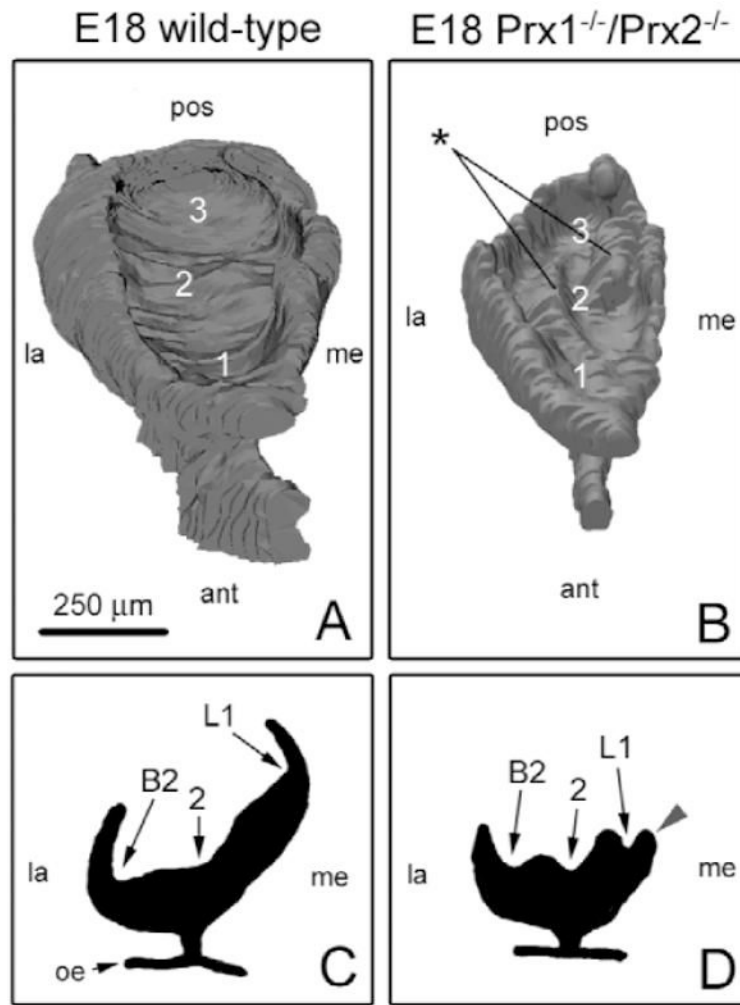 E18 wild-type
E18 Prx1-/-/Prx2-/-
pos
3
2
1
la
me
ant
250 μm
A
*
pos
3
2
1
la
me
ant
B
L1
B2
2
la
me
oe
C
L1
B2
2
la
me
D